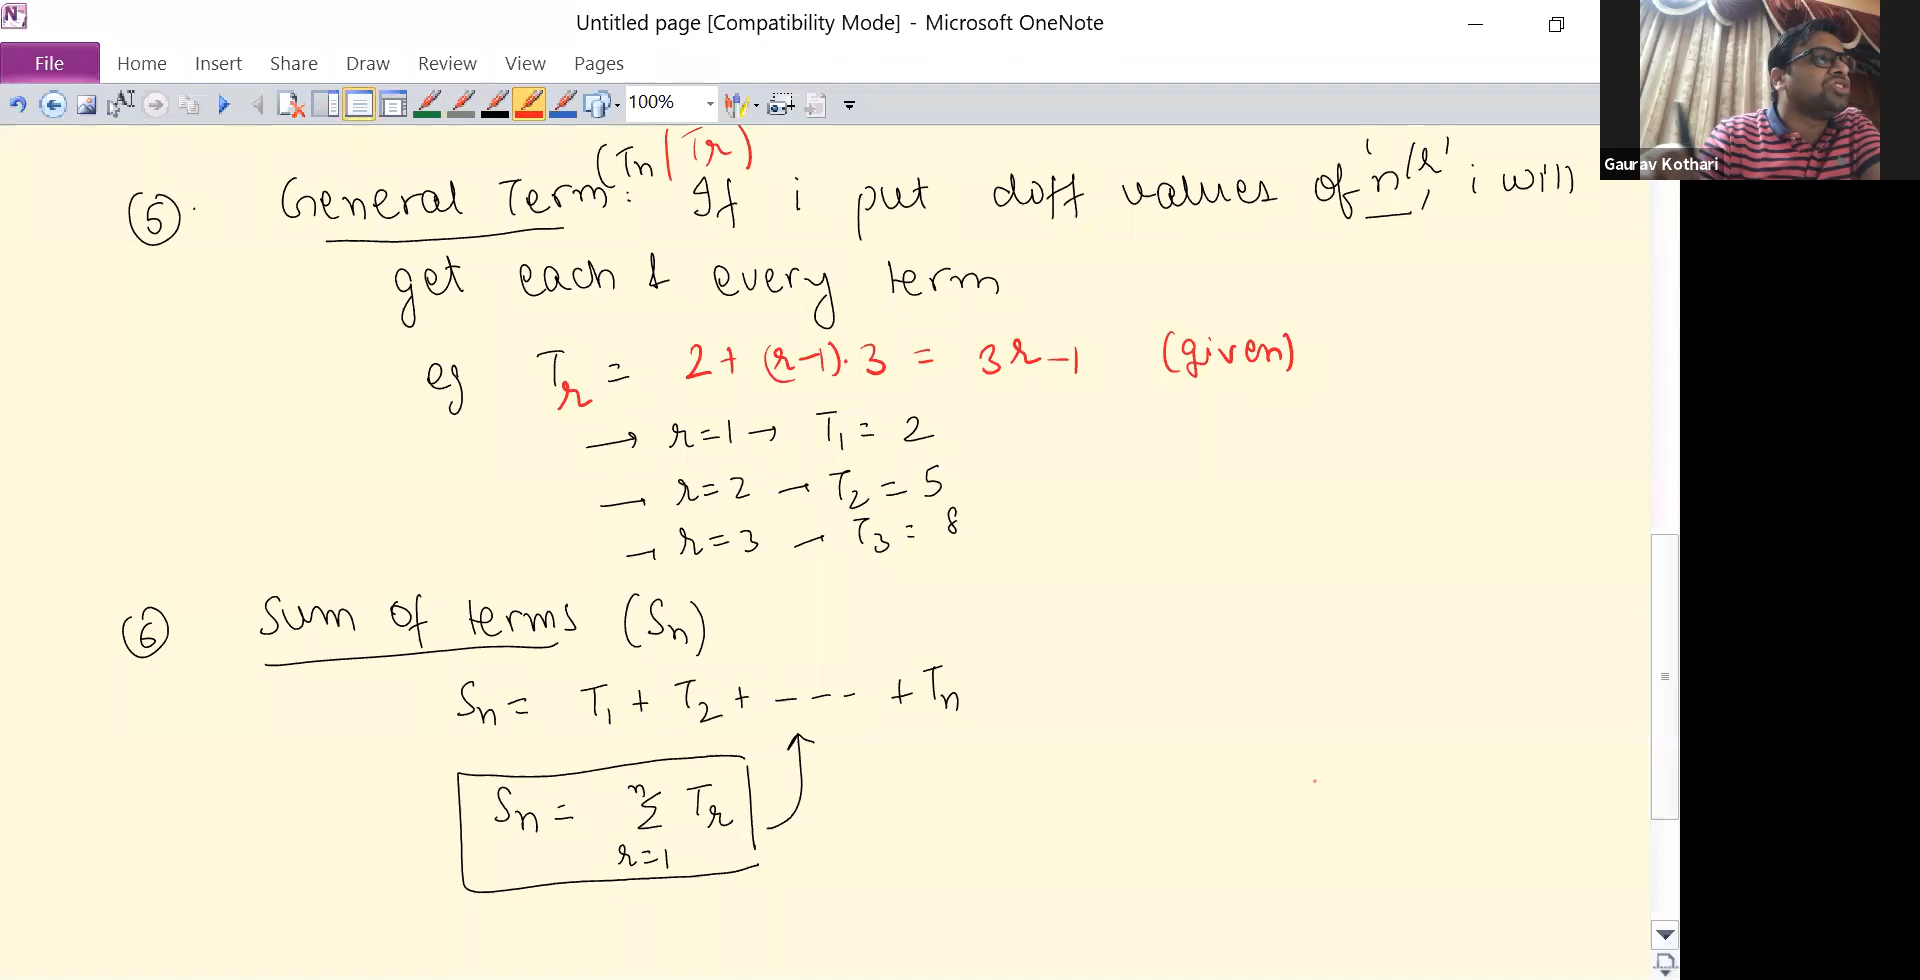 Untitled page [Compatibility Mode] - Microsoft OneNote
File Home Insert Share Draw Review View Pages
100%
Gaurav Kothari
(Tn / Tr)
⑤ General Term: If i put diff values of 'n/r', i will
get each & every term
eg Tr = 2 + (r-1).3 = 3r-1 (given)
→ r=1 → T1 = 2
→ r=2 → T2 = 5
→ r=3 → T3 = 8
⑥ Sum of terms (Sn)
Sn = T1 + T2 + ---- + Tn
Sn = n Σ r=1 Tr